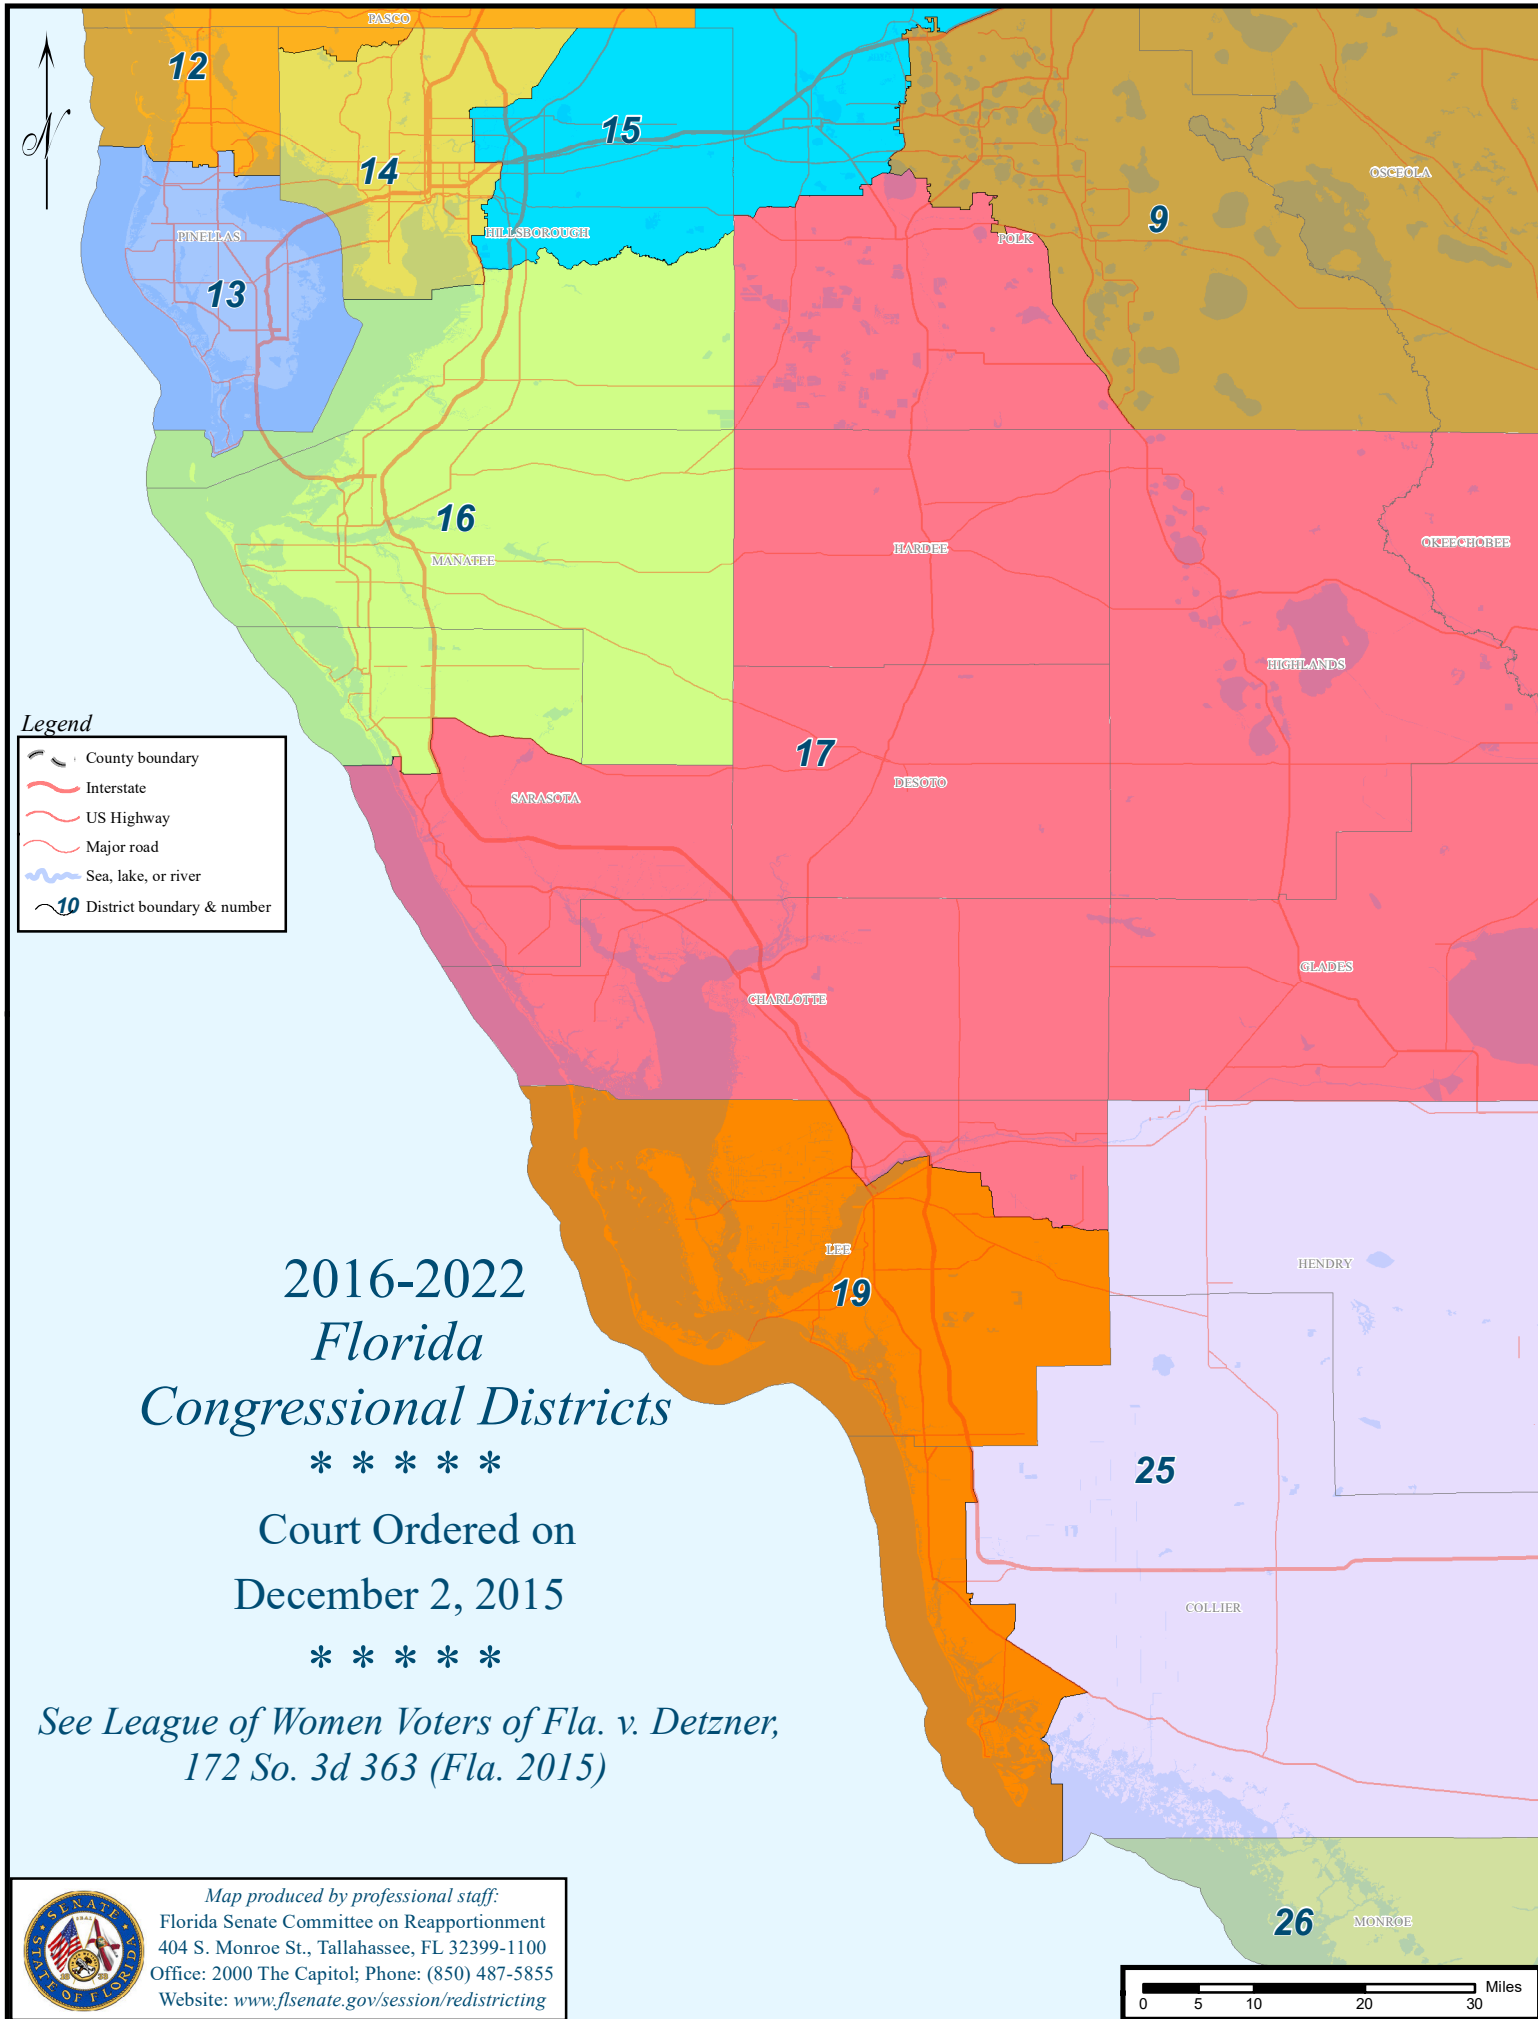 PASCO
12
N
15
14
OSCEOLA
9
PINELLAS
HILLSBOROUGH
POLK
13
16
MANATEE
HARDEE
OKEECHOBEE
HIGHLANDS
17
DESOTO
SARASOTA
Legend
County boundary
Interstate
US Highway
Major road
Sea, lake, or river
10 District boundary & number
GLADES
CHARLOTTE
LEE
19
HENDRY
25
COLLIER
2016-2022
Florida
Congressional Districts
* * * * *
Court Ordered on
December 2, 2015
* * * * *
See League of Women Voters of Fla. v. Detzner,
172 So. 3d 363 (Fla. 2015)
26
MONROE
SENATE
STATE OF FLORIDA
Map produced by professional staff:
Florida Senate Committee on Reapportionment
404 S. Monroe St., Tallahassee, FL 32399-1100
Office: 2000 The Capitol; Phone: (850) 487-5855
Website: www.flsenate.gov/session/redistricting
Miles
0 5 10 20 30